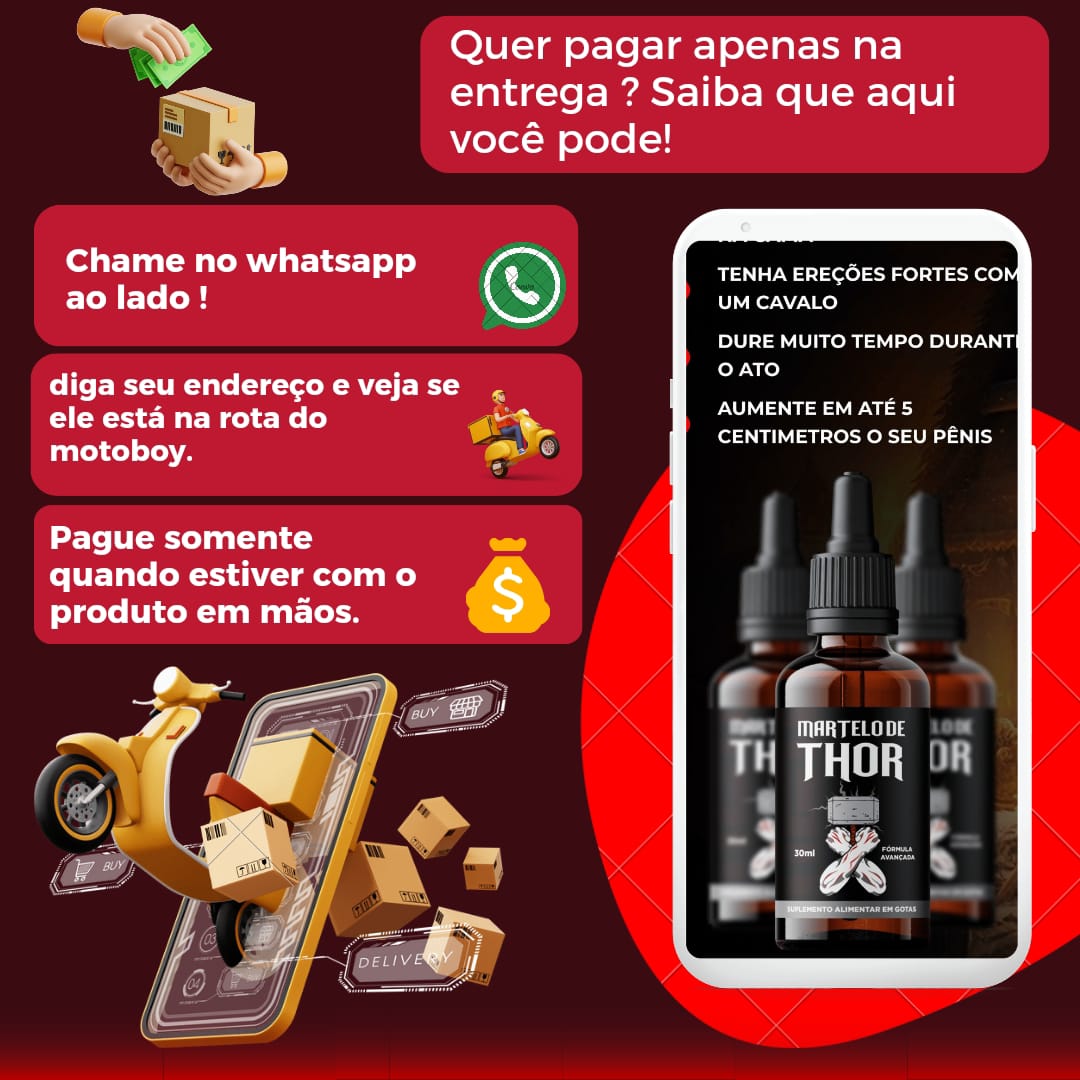 Quer pagar apenas na
entrega ? Saiba que aqui
você pode!
Chame no whatsapp
ao lado !
diga seu endereço e veja se
ele está na rota do
motoboy.
Pague somente
quando estiver com o
produto em mãos.
TENHA EREÇÕES FORTES COM
UM CAVALO
DURE MUITO TEMPO DURANT
O ATO
AUMENTE EM ATÉ 5
CENTIMETROS O SEU PÊNIS
MARTELO DE
THOR
30ml
FÓRMULA
AVANÇADA
SUPLEMENTO ALIMENTAR EM GOTAS
BUY
BUY
DELIVERY
03
04